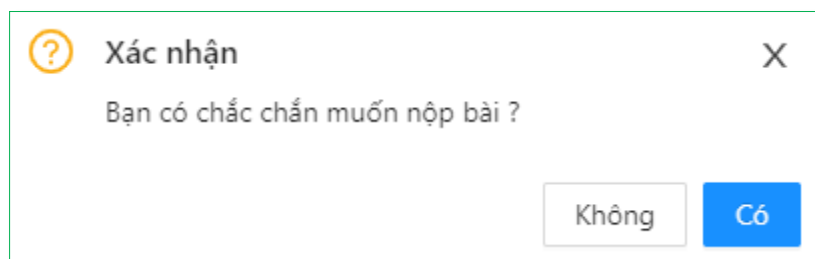 Xác nhận
X
Bạn có chắc chắn muốn nộp bài ?
Không
Có